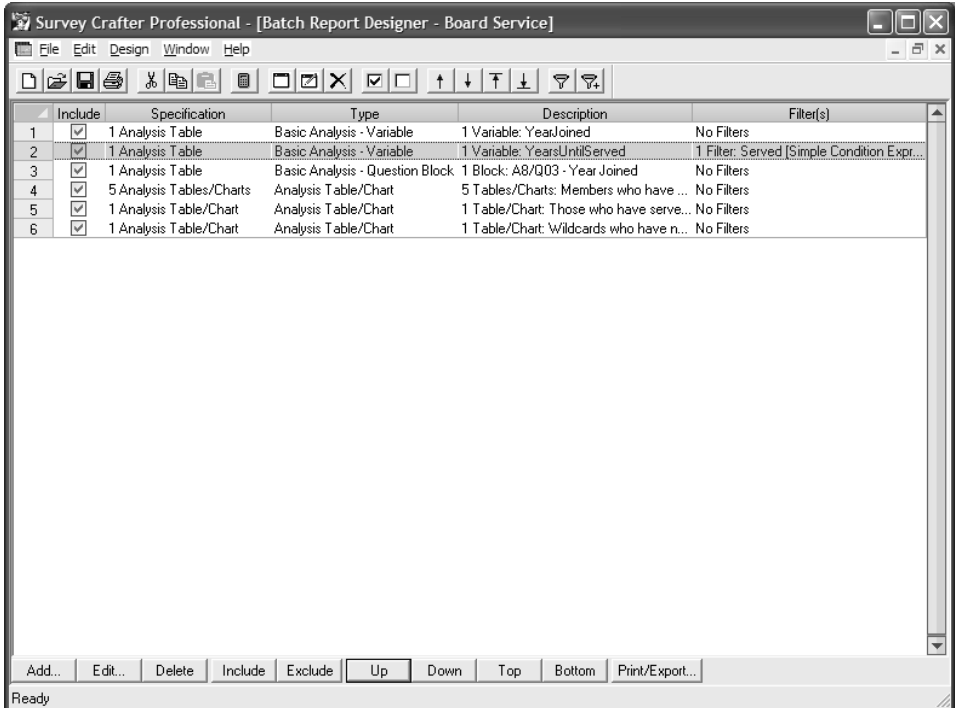 Survey Crafter Professional - [Batch Report Designer - Board Service]
File Edit Design Window Help
Include Specification Type Description Filter(s)
1 1 Analysis Table Basic Analysis - Variable 1 Variable: YearJoined No Filters
2 1 Analysis Table Basic Analysis - Variable 1 Variable: YearsUntilServed 1 Filter: Served [Simple Condition Expr...
3 1 Analysis Table Basic Analysis - Question Block 1 Block: A8/Q03 - Year Joined No Filters
4 5 Analysis Tables/Charts Analysis Table/Chart 5 Tables/Charts: Members who have ... No Filters
5 1 Analysis Table/Chart Analysis Table/Chart 1 Table/Chart: Those who have serve... No Filters
6 1 Analysis Table/Chart Analysis Table/Chart 1 Table/Chart: Wildcards who have n... No Filters
Add... Edit... Delete Include Exclude Up Down Top Bottom Print/Export...
Ready